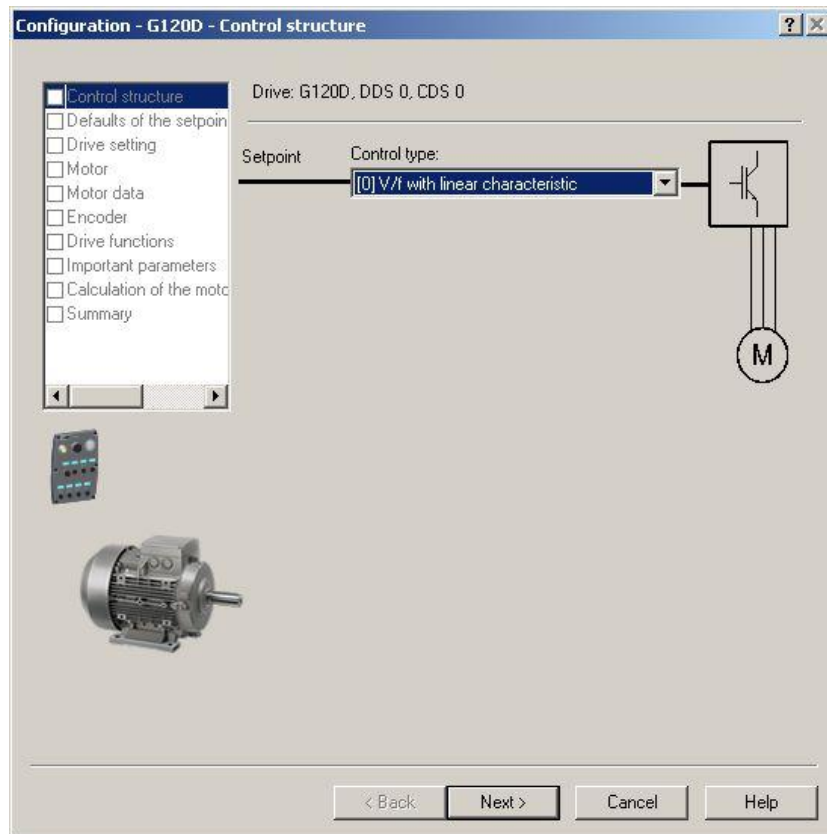 Configuration - G120D - Control structure
Control structure
Defaults of the setpoin
Drive setting
Motor
Motor data
Encoder
Drive functions
Important parameters
Calculation of the moto
Summary
Drive: G120D, DDS 0, CDS 0
Setpoint
Control type:
[0] V/f with linear characteristic
M
< Back
Next >
Cancel
Help